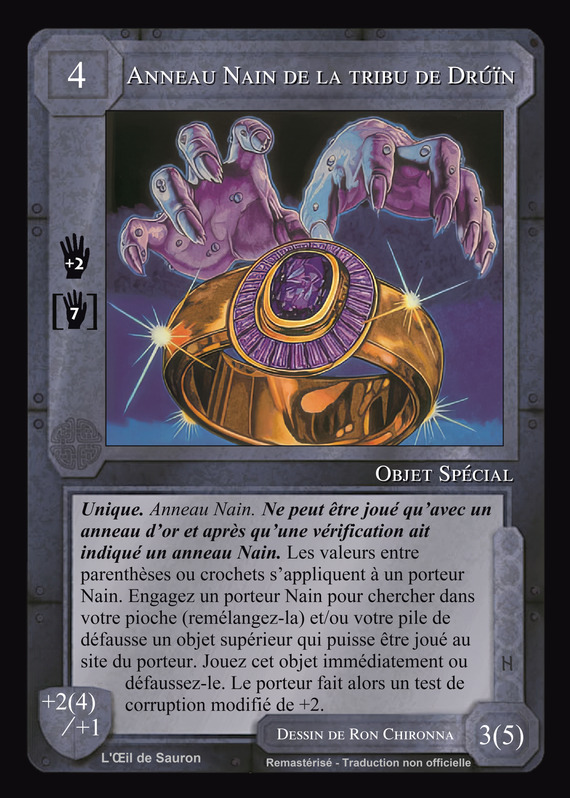 4
Anneau Nain de la tribu de Drúïn
+2
[7]
Objet Spécial
Unique. Anneau Nain. Ne peut être joué qu'avec un
anneau d'or et après qu'une vérification ait
indiqué un anneau Nain. Les valeurs entre
parenthèses ou crochets s'appliquent à un porteur
Nain. Engagez un porteur Nain pour chercher dans
votre pioche (remélangez-la) et/ou votre pile de
défausse un objet supérieur qui puisse être joué au
site du porteur. Jouez cet objet immédiatement ou
défaussez-le. Le porteur fait alors un test de
corruption modifié de +2.
+2(4)
/+1
Dessin de Ron Chironna
3(5)
L'Œil de Sauron
Remastérisé - Traduction non officielle